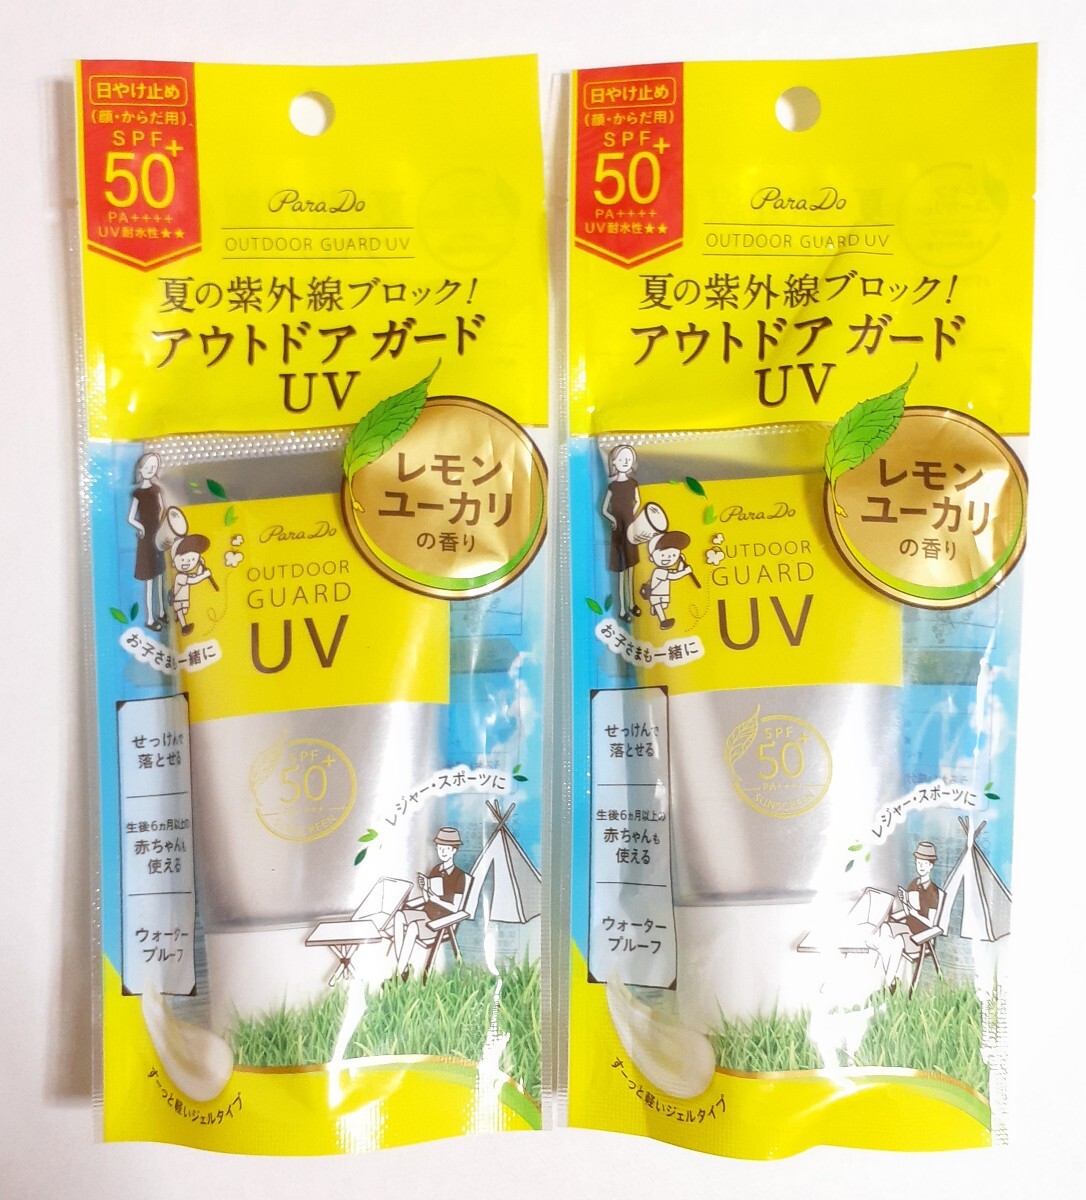 日やけ止め
(顔・からだ用)
SPF
50+
PA++++
UV耐水性★★
Para Do
OUTDOOR GUARD UV
夏の紫外線ブロック!
アウトドア ガード
UV
レモン
ユーカリ
の香り
Para Do
OUTDOOR
GUARD
UV
お子さまも一緒に
せっけんで
落とせる
生後6ヵ月以上の
赤ちゃんも
使える
ウォーター
プルーフ
SPF
50+
レジャー・スポーツに
すーっと軽いジェルタイプ
日やけ止め
(顔・からだ用)
SPF
50+
PA++++
UV耐水性★★
Para Do
OUTDOOR GUARD UV
夏の紫外線ブロック!
アウトドア ガード
UV
レモン
ユーカリ
の香り
Para Do
OUTDOOR
GUARD
UV
お子さまも一緒に
せっけんで
落とせる
生後6ヵ月以上の
赤ちゃんも
使える
ウォーター
プルーフ
SPF
50+
PA++++
SUNSCREEN
レジャー・スポーツに
すーっと軽いジェルタイプ